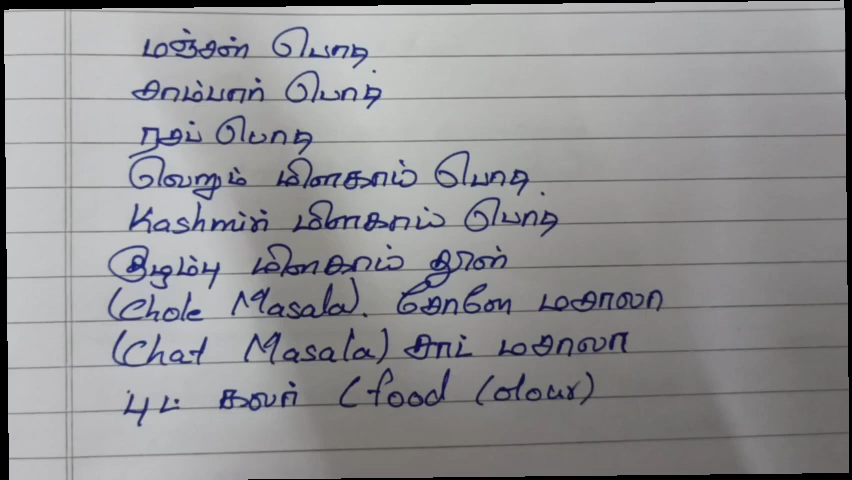 மஞ்சள் பொடி
சாம்பார் பொடி
ரசப் பொடி
வெறும் மிளகாய் பொடி
Kashmiri மிளகாய் பொடி
குழம்பு மிளகாய் தூள்
(Chole Masala). சோளே மசாலா
(Chat Masala) சாட் மசாலா
புட் கலர் (food Colour)